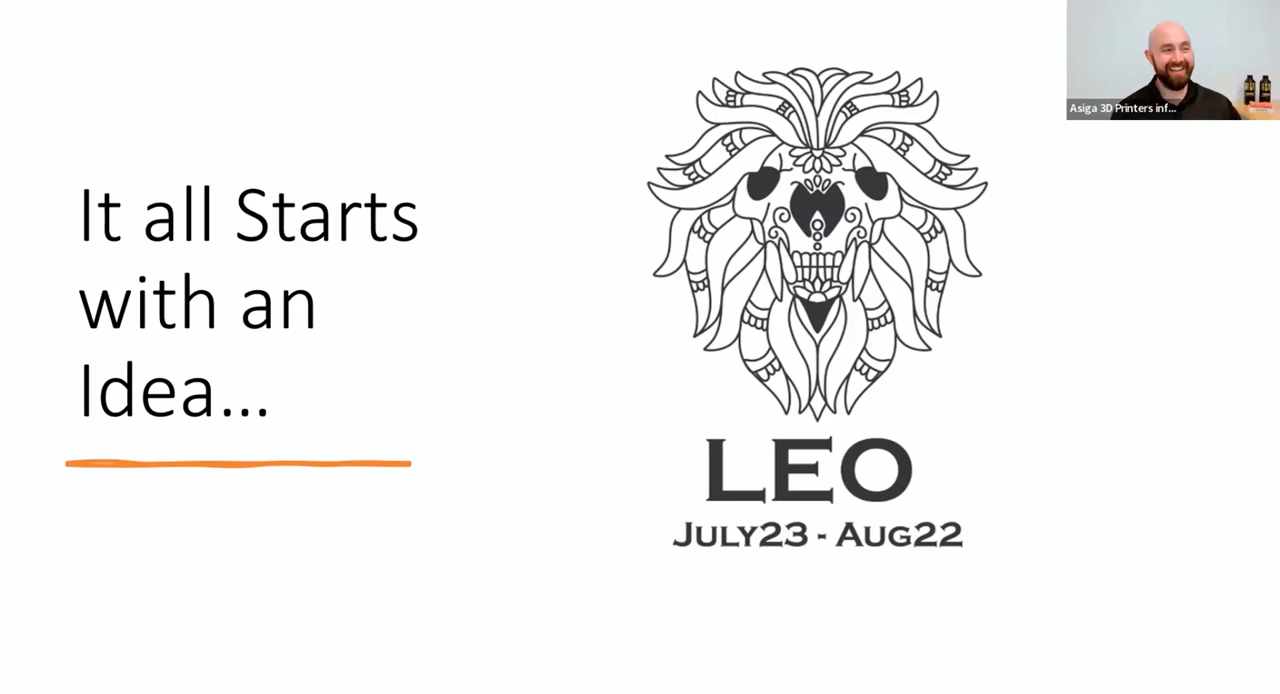 It all Starts
with an
Idea...
LEO
JULY23 - AUG22
Asiga 3D Printers inf...